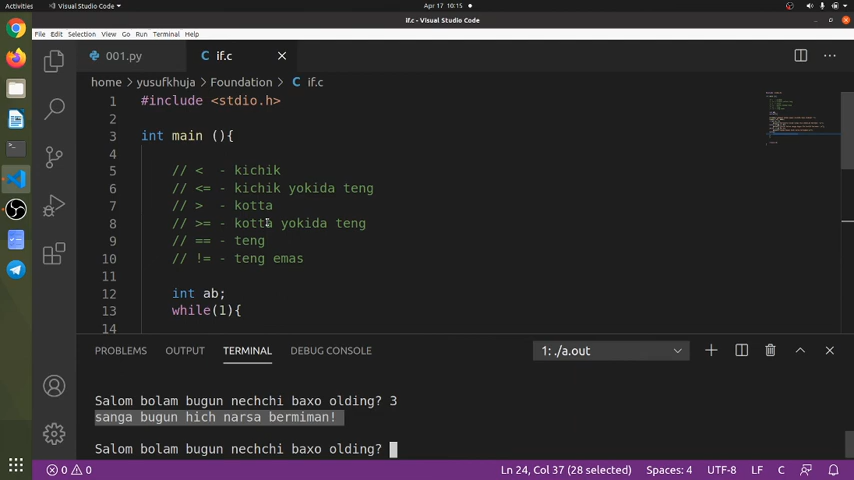 Activities
Visual Studio Code ▾
Apr 17 10:15
if.c - Visual Studio Code
File Edit Selection View Go Run Terminal Help
001.py
if.c
home > yusufkhuja > Foundation > if.c
1 #include <stdio.h>
2
3 int main (){
4
5 // < - kichik
6 // <= - kichik yokida teng
7 // > - kotta
8 // >= - kotta yokida teng
9 // == - teng
10 // != - teng emas
11
12 int ab;
13 while(1){
14
PROBLEMS OUTPUT TERMINAL DEBUG CONSOLE
1: ./a.out
Salom bolam bugun nechchi baxo olding? 3
sanga bugun hich narsa bermiman!
Salom bolam bugun nechchi baxo olding?
0 0
Ln 24, Col 37 (28 selected)
Spaces: 4
UTF-8
LF
C